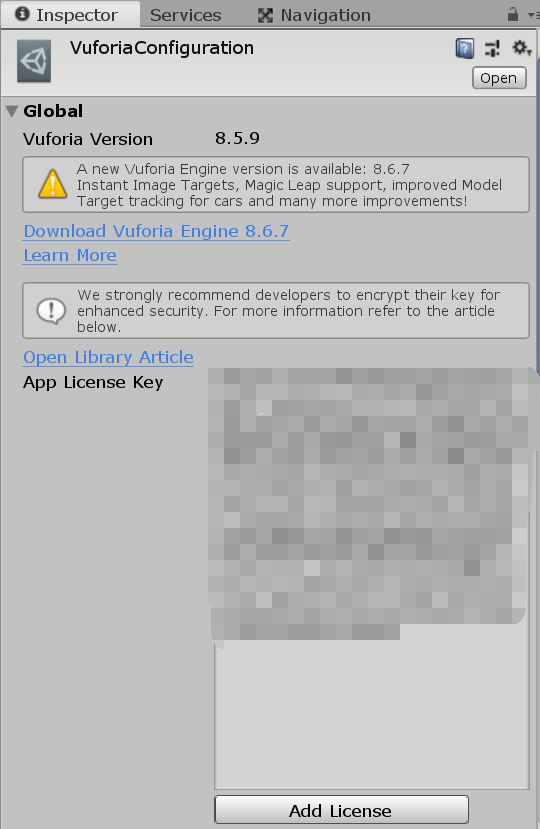 Inspector Services Navigation
VuforiaConfiguration
Open
Global
Vuforia Version 8.5.9
A new Vuforia Engine version is available: 8.6.7
Instant Image Targets, Magic Leap support, improved Model
Target tracking for cars and many more improvements!
Download Vuforia Engine 8.6.7
Learn More
We strongly recommend developers to encrypt their key for
enhanced security. For more information refer to the article
below.
Open Library Article
App License Key
Add License